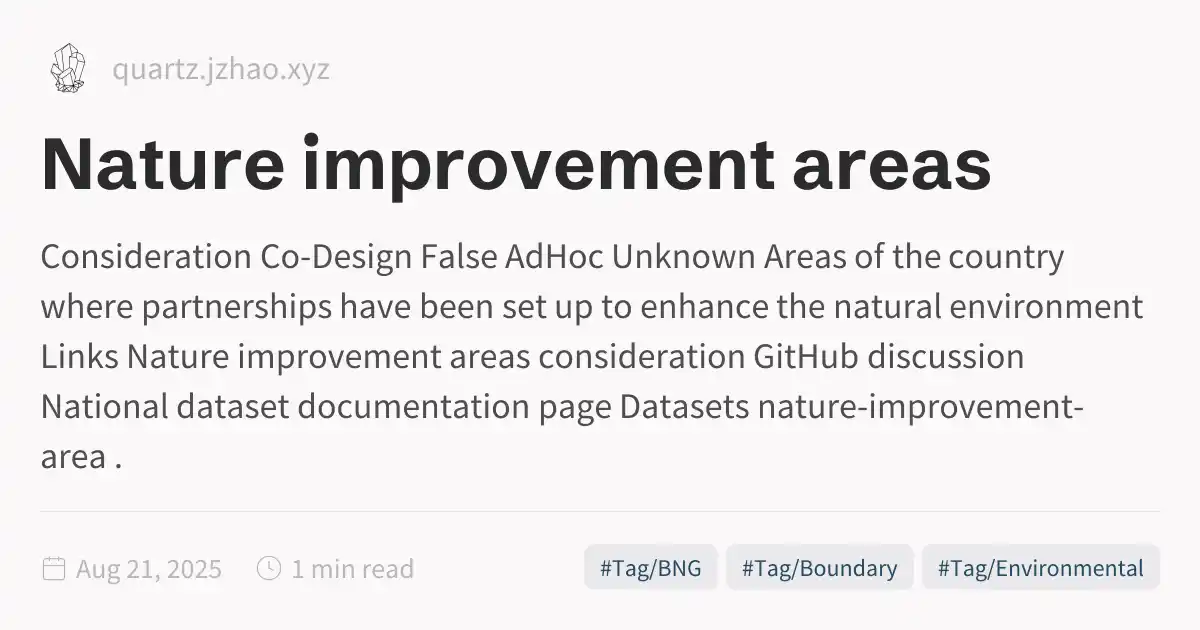 quartz.jzhao.xyz
Nature improvement areas
Consideration Co-Design False AdHoc Unknown Areas of the country
where partnerships have been set up to enhance the natural environment
Links Nature improvement areas consideration GitHub discussion
National dataset documentation page Datasets nature-improvement-
area .
Aug 21, 2025 1 min read #Tag/BNG #Tag/Boundary #Tag/Environmental